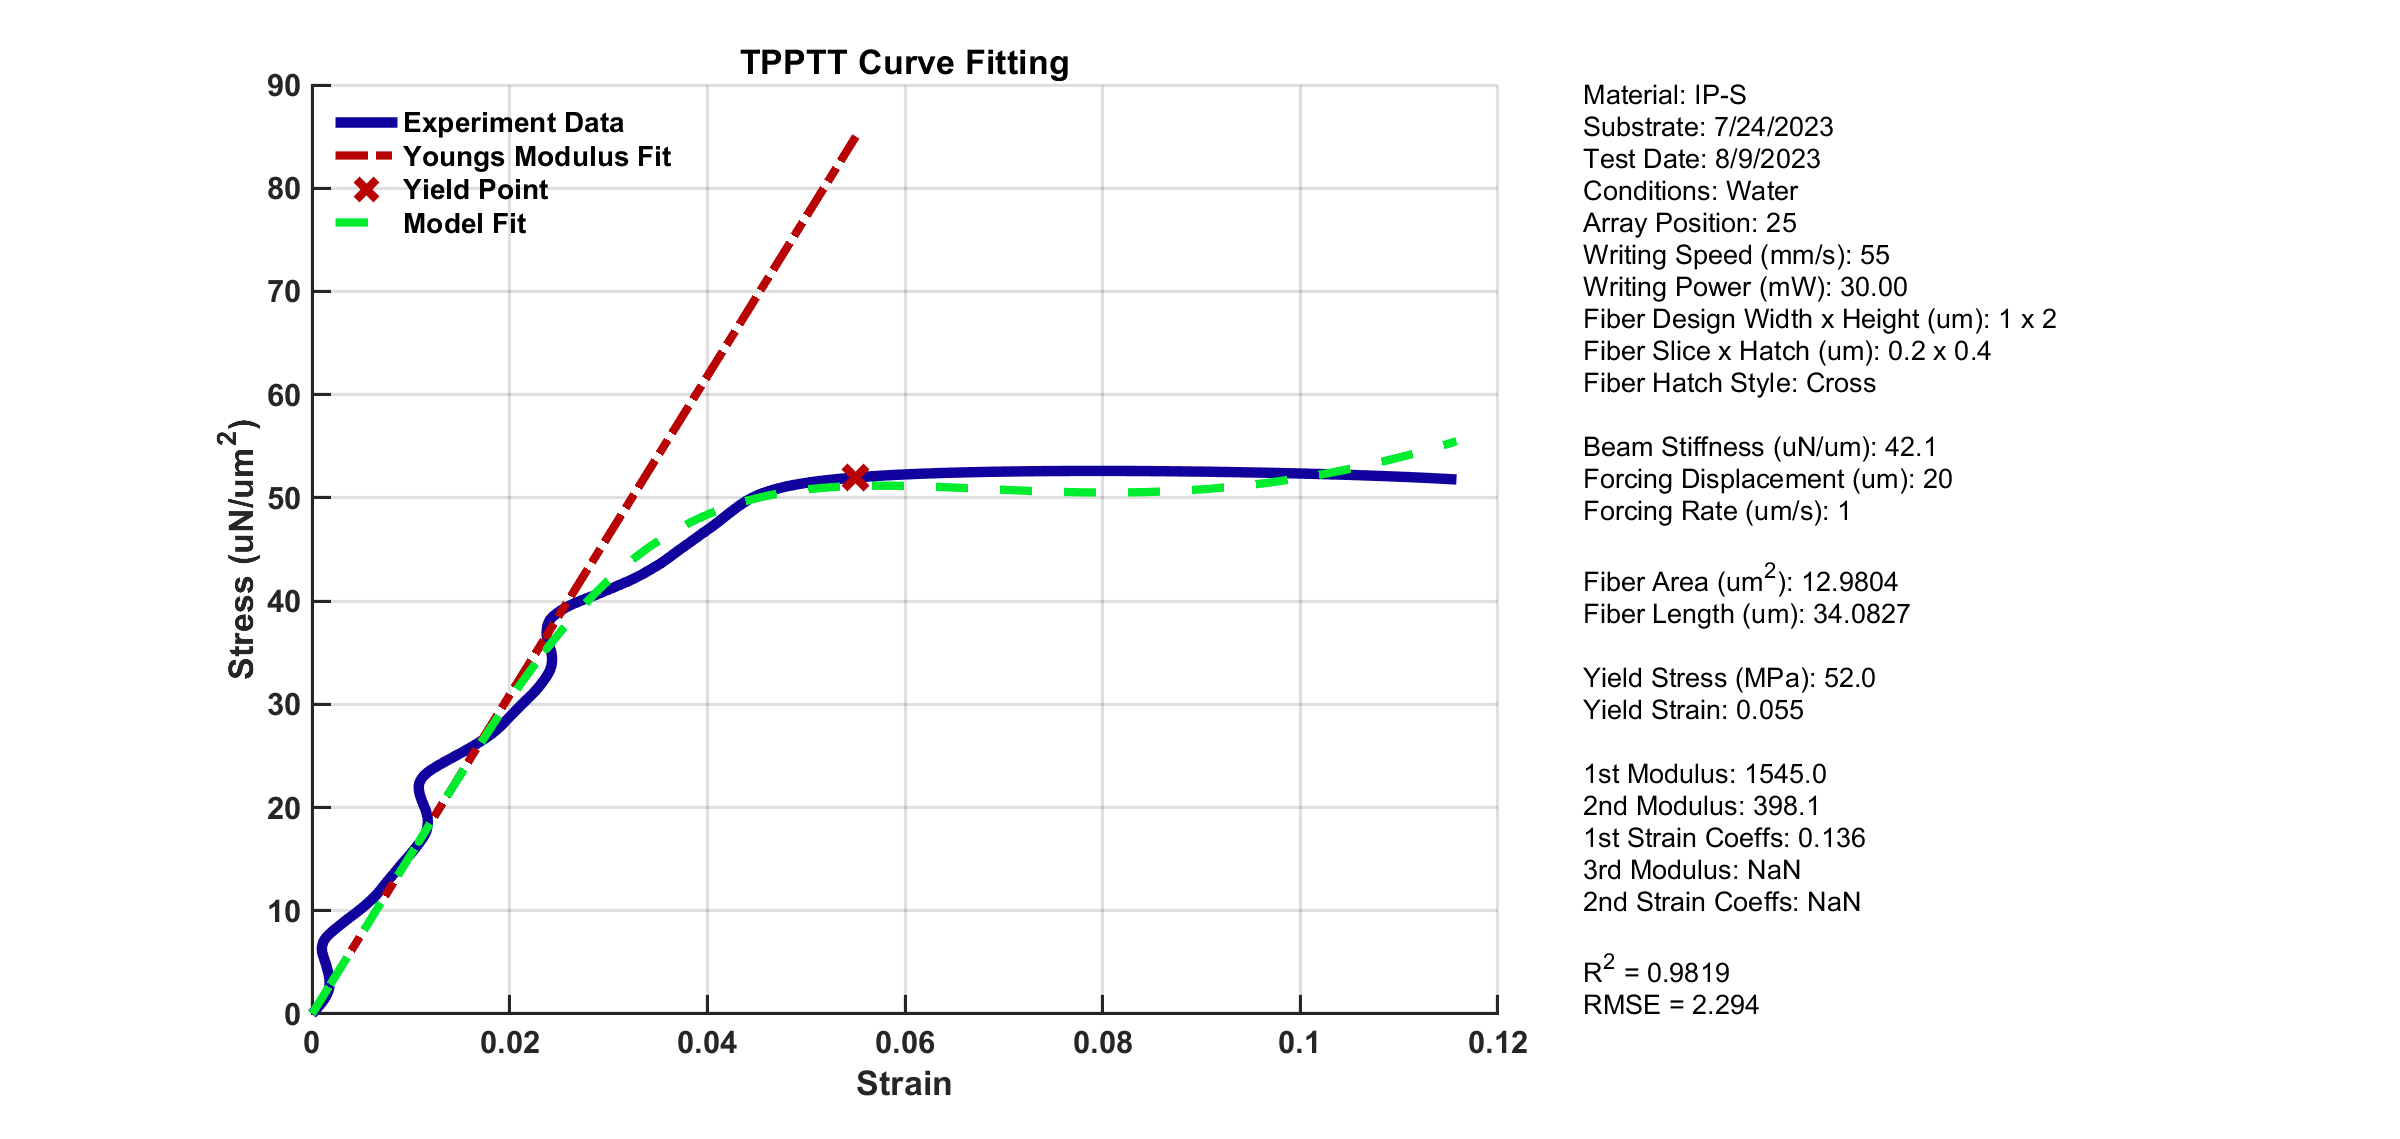 TPPTT Curve Fitting
90
80
70
60
50
40
30
20
10
0
Stress (uN/um²)
Experiment Data
Youngs Modulus Fit
Yield Point
Model Fit
0 0.02 0.04 0.06 0.08 0.1 0.12
Strain
Material: IP-S
Substrate: 7/24/2023
Test Date: 8/9/2023
Conditions: Water
Array Position: 25
Writing Speed (mm/s): 55
Writing Power (mW): 30.00
Fiber Design Width x Height (um): 1 x 2
Fiber Slice x Hatch (um): 0.2 x 0.4
Fiber Hatch Style: Cross
Beam Stiffness (uN/um): 42.1
Forcing Displacement (um): 20
Forcing Rate (um/s): 1
Fiber Area (um²): 12.9804
Fiber Length (um): 34.0827
Yield Stress (MPa): 52.0
Yield Strain: 0.055
1st Modulus: 1545.0
2nd Modulus: 398.1
1st Strain Coeffs: 0.136
3rd Modulus: NaN
2nd Strain Coeffs: NaN
R² = 0.9819
RMSE = 2.294